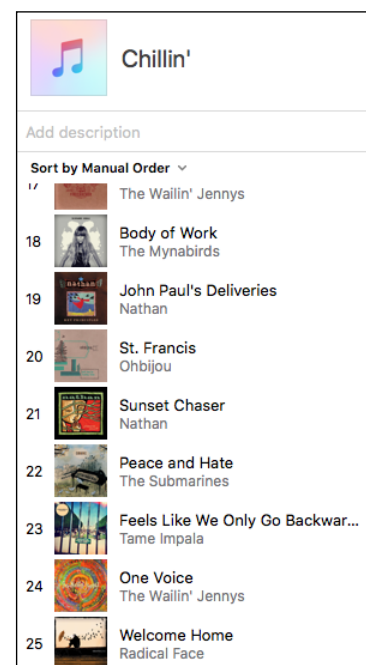 Chillin'
Add description
Sort by Manual Order
17
The Wailin' Jennys
18
Body of Work
The Mynabirds
19
John Paul's Deliveries
Nathan
20
St. Francis
Ohbijou
21
Sunset Chaser
Nathan
22
Peace and Hate
The Submarines
23
Feels Like We Only Go Backwar...
Tame Impala
24
One Voice
The Wailin' Jennys
25
Welcome Home
Radical Face